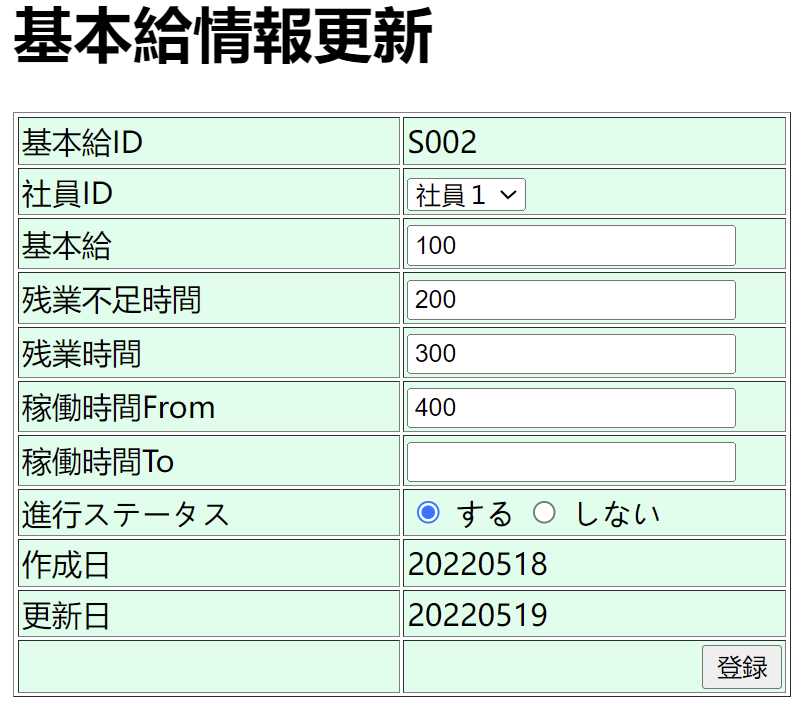 基本給情報更新
基本給ID S002
社員ID 社員１
基本給 100
残業不足時間 200
残業時間 300
稼働時間From 400
稼働時間To
進行ステータス する しない
作成日 20220518
更新日 20220519
登録